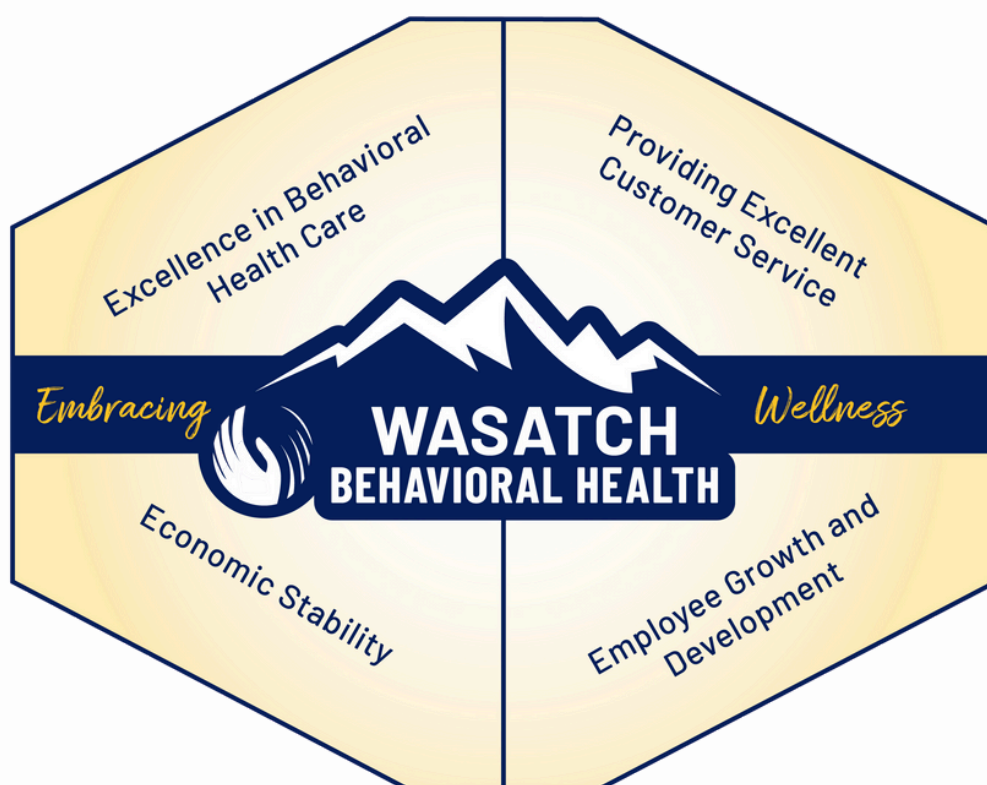 Excellence in Behavioral
Health Care
Providing Excellent
Customer Service
Embracing
WASATCH
BEHAVIORAL HEALTH
Wellness
Economic Stability
Employee Growth and
Development